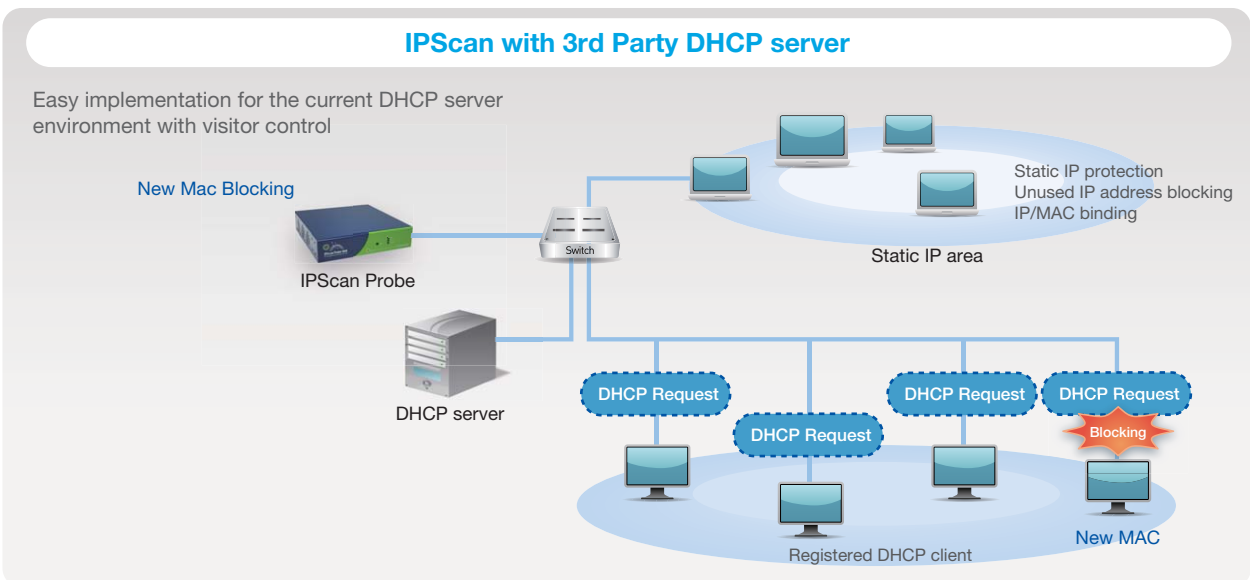 IPScan with 3rd Party DHCP server
Easy implementation for the current DHCP server
environment with visitor control
New Mac Blocking
IPScan Probe
DHCP server
Switch
Static IP protection
Unused IP address blocking
IP/MAC binding
Static IP area
DHCP Request
DHCP Request
DHCP Request
DHCP Request
Blocking
Registered DHCP client
New MAC